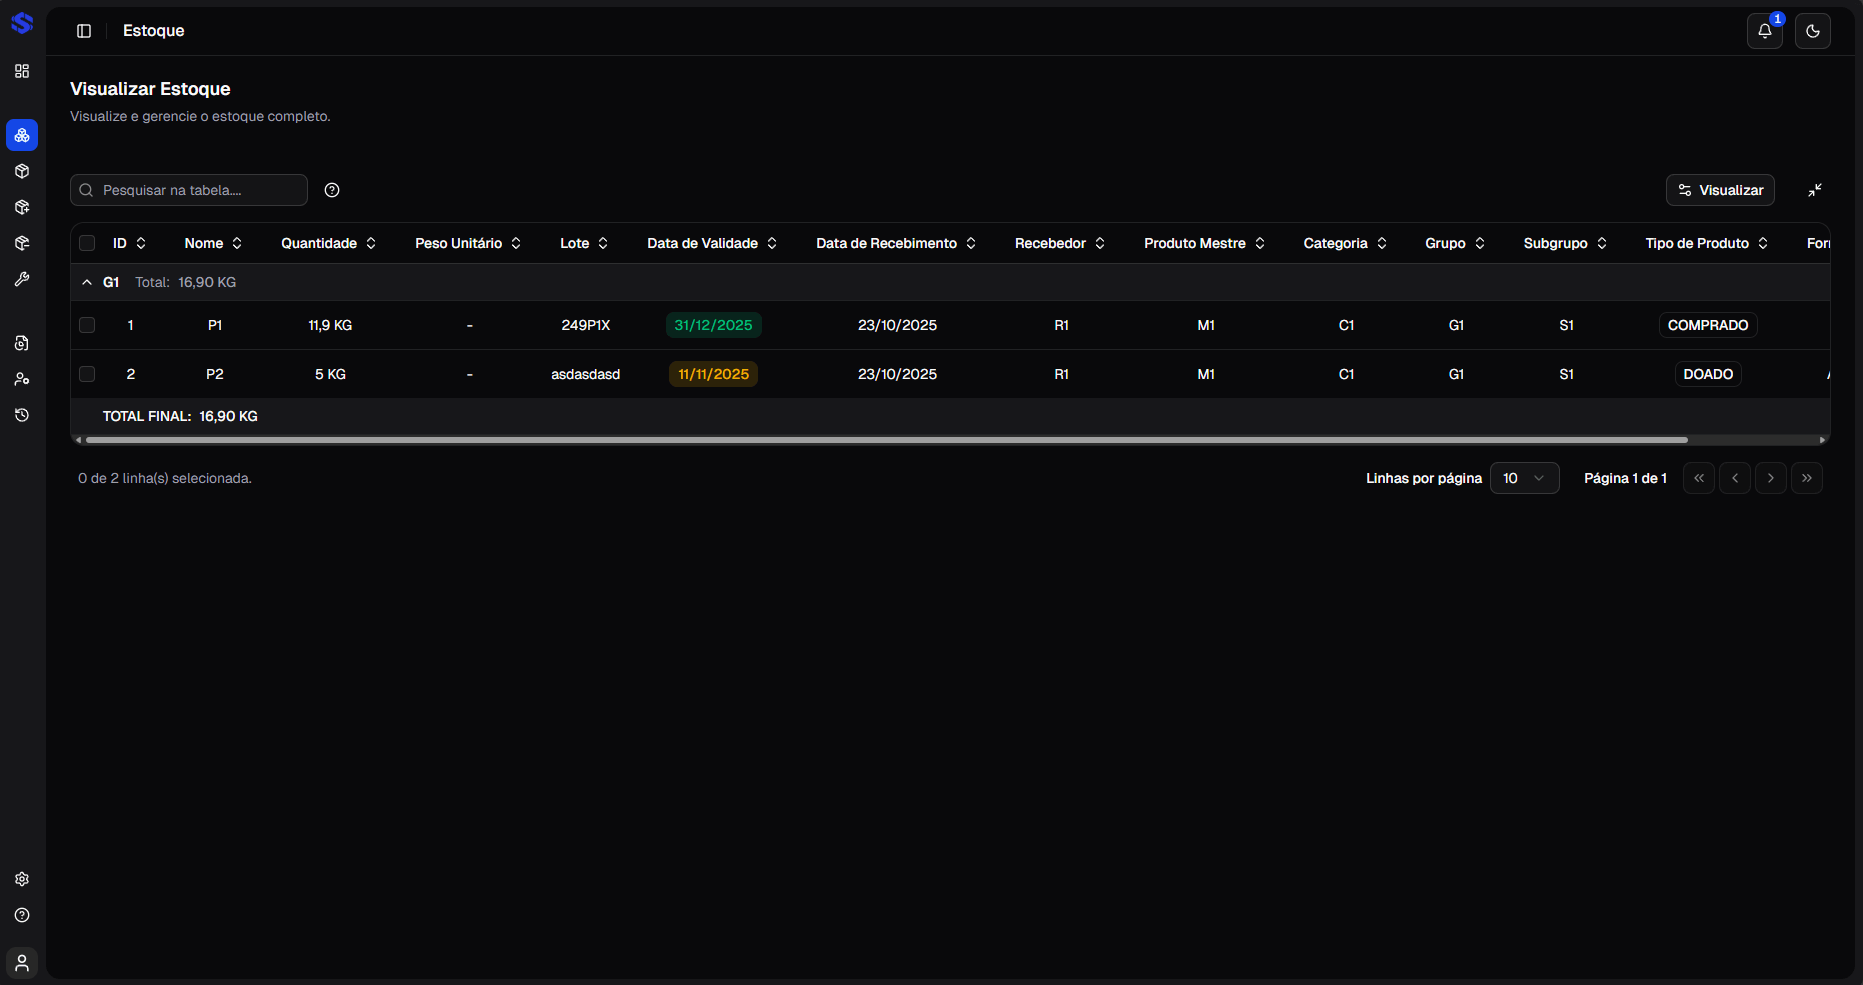 Estoque
1
Visualizar Estoque
Visualize e gerencie o estoque completo.
Pesquisar na tabela....
Visualizar
ID Nome Quantidade Peso Unitário Lote Data de Validade Data de Recebimento Recebedor Produto Mestre Categoria Grupo Subgrupo Tipo de Produto
G1 Total: 16,90 KG
1 P1 11,9 KG - 249P1X 31/12/2025 23/10/2025 R1 M1 C1 G1 S1 COMPRADO
2 P2 5 KG - asdasdasd 11/11/2025 23/10/2025 R1 M1 C1 G1 S1 DOADO
TOTAL FINAL: 16,90 KG
0 de 2 linha(s) selecionada.
Linhas por página 10 Página 1 de 1